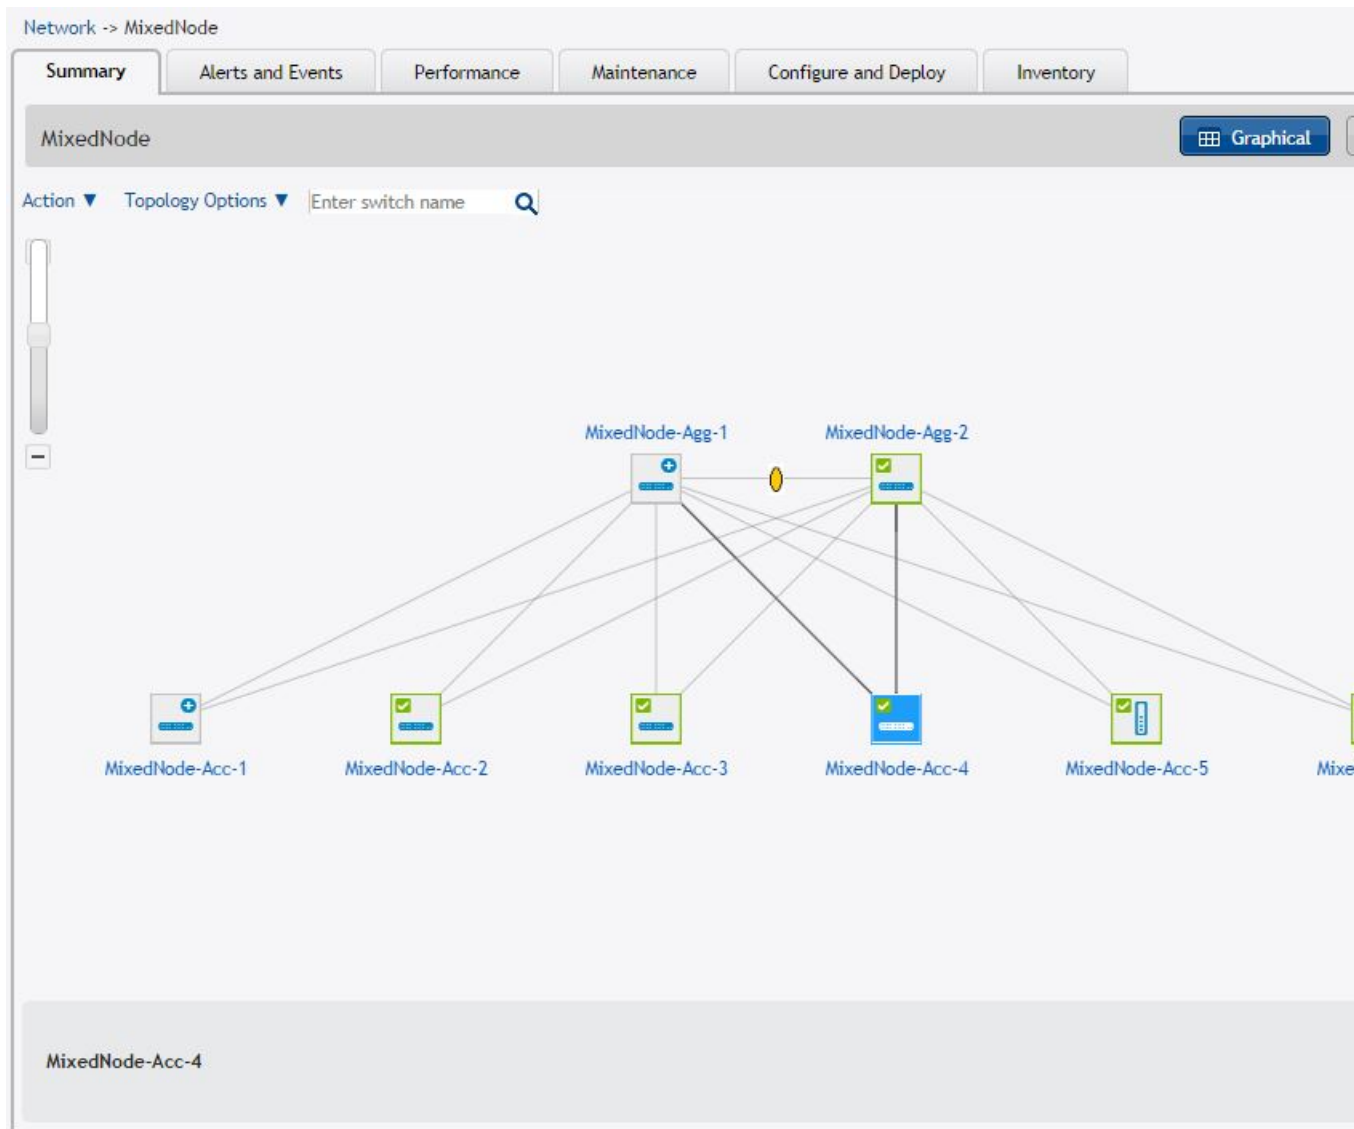 Network -> MixedNode
Summary Alerts and Events Performance Maintenance Configure and Deploy Inventory
MixedNode Graphical
Action ▼ Topology Options ▼ Enter switch name
MixedNode-Agg-1 MixedNode-Agg-2
MixedNode-Acc-1 MixedNode-Acc-2 MixedNode-Acc-3 MixedNode-Acc-4 MixedNode-Acc-5 Mixe
MixedNode-Acc-4